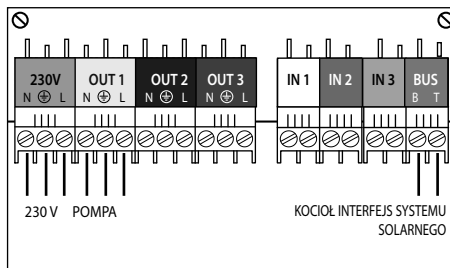 230V OUT 1 OUT 2 OUT 3 IN 1 IN 2 IN 3 BUS
N L N L N L N L B T
230 V POMPA KOCIOŁ INTERFEJS SYSTEMU
SOLARNEGO